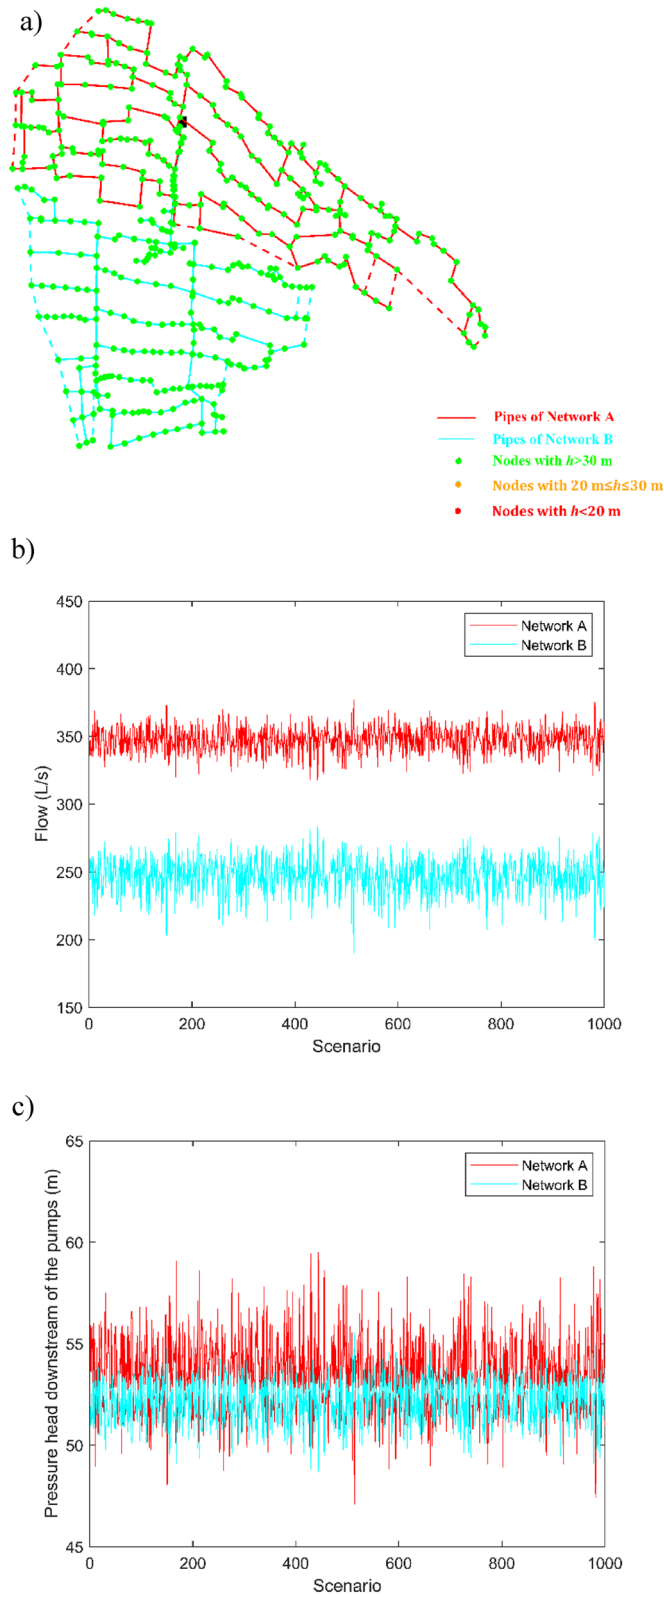 a)
Pipes of Network A
Pipes of Network B
Nodes with h>30 m
Nodes with 20 m≤h≤30 m
Nodes with h<20 m
b)
450
400
350
300
250
200
150
Flow (L/s)
Network A
Network B
0 200 400 600 800 1000
Scenario
c)
65
60
55
50
45
Pressure head downstream of the pumps (m)
Network A
Network B
0 200 400 600 800 1000
Scenario